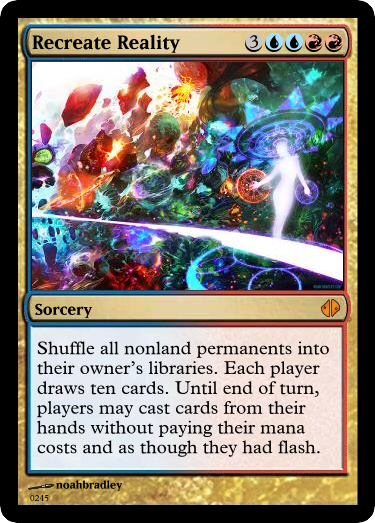 Recreate Reality 3
Sorcery
Shuffle all nonland permanents into
their owner's libraries. Each player
draws ten cards. Until end of turn,
players may cast cards from their
hands without paying their mana
costs and as though they had flash.
noahbradley
0245